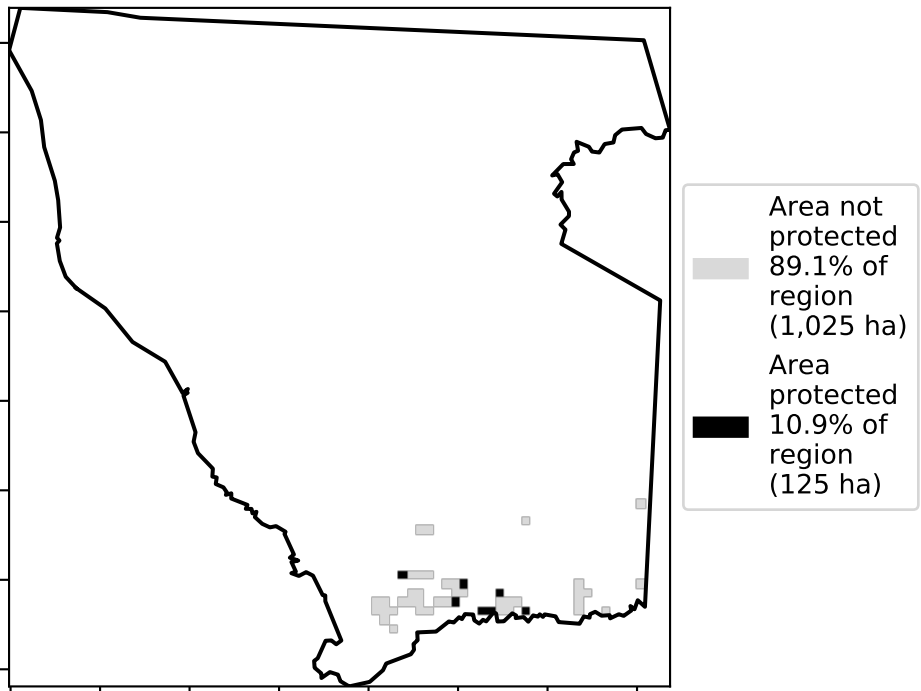 Area not
protected
89.1% of
region
(1,025 ha)
Area
protected
10.9% of
region
(125 ha)